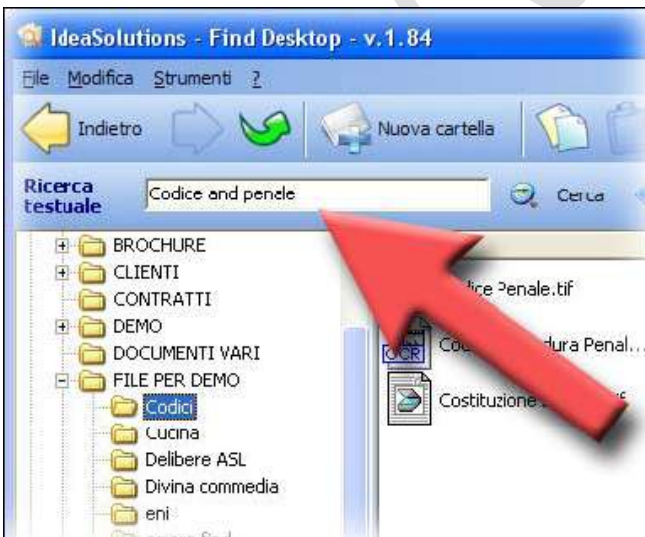 IdeaSolutions - Find Desktop - v.1.84
File Modifica Strumenti ?
Indietro Nuova cartella
Ricerca testuale
Codice and penale
Cerca
BROCHURE
CLIENTI
CONTRATTI
DEMO
DOCUMENTI VARI
FILE PER DEMO
Codici
Cucina
Delibere ASL
Divina commedia
eni
Penale.tif
OCR
Penal...
Costituzione